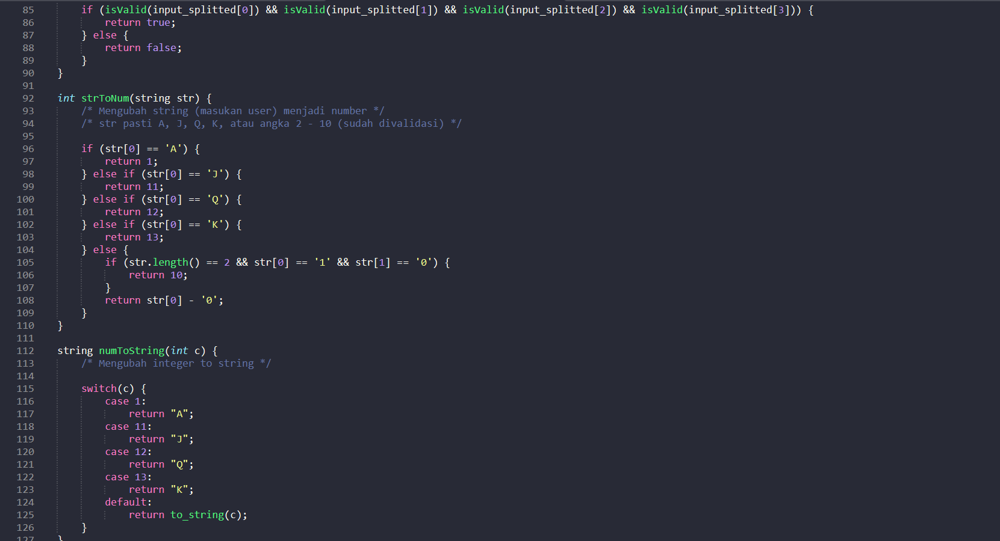 85 if (isValid(input_splitted[0]) && isValid(input_splitted[1]) && isValid(input_splitted[2]) && isValid(input_splitted[3])) {
86 return true;
87 } else {
88 return false;
89 }
90 }
91
92 int strToNum(string str) {
93 /* Mengubah string (masukan user) menjadi number */
94 /* str pasti A, J, Q, K, atau angka 2 - 10 (sudah divalidasi) */
95
96 if (str[0] == 'A') {
97 return 1;
98 } else if (str[0] == 'J') {
99 return 11;
100 } else if (str[0] == 'Q') {
101 return 12;
102 } else if (str[0] == 'K') {
103 return 13;
104 } else {
105 if (str.length() == 2 && str[0] == '1' && str[1] == '0') {
106 return 10;
107 }
108 return str[0] - '0';
109 }
110 }
111
112 string numToString(int c) {
113 /* Mengubah integer to string */
114
115 switch(c) {
116 case 1:
117 return "A";
118 case 11:
119 return "J";
120 case 12:
121 return "Q";
122 case 13:
123 return "K";
124 default:
125 return to_string(c);
126 }
127 }